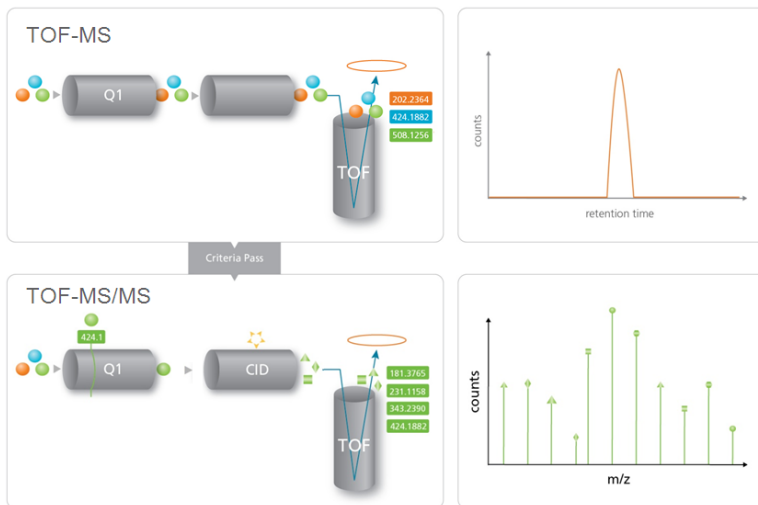 TOF-MS
Q1
TOF
202.2364
424.1882
508.1256
counts
retention time
Criteria Pass
TOF-MS/MS
424.1
Q1
CID
TOF
181.3765
231.1158
343.2390
424.1882
counts
m/z